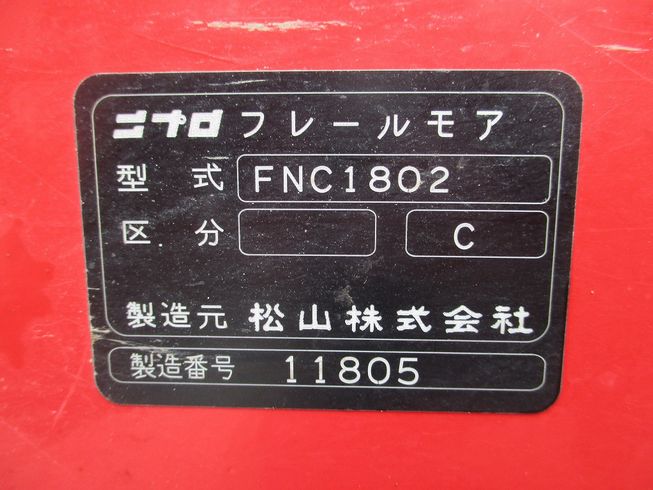 ニプロ フレールモア
型式 FNC1802
区分 C
製造元 松山株式会社
製造番号 11805